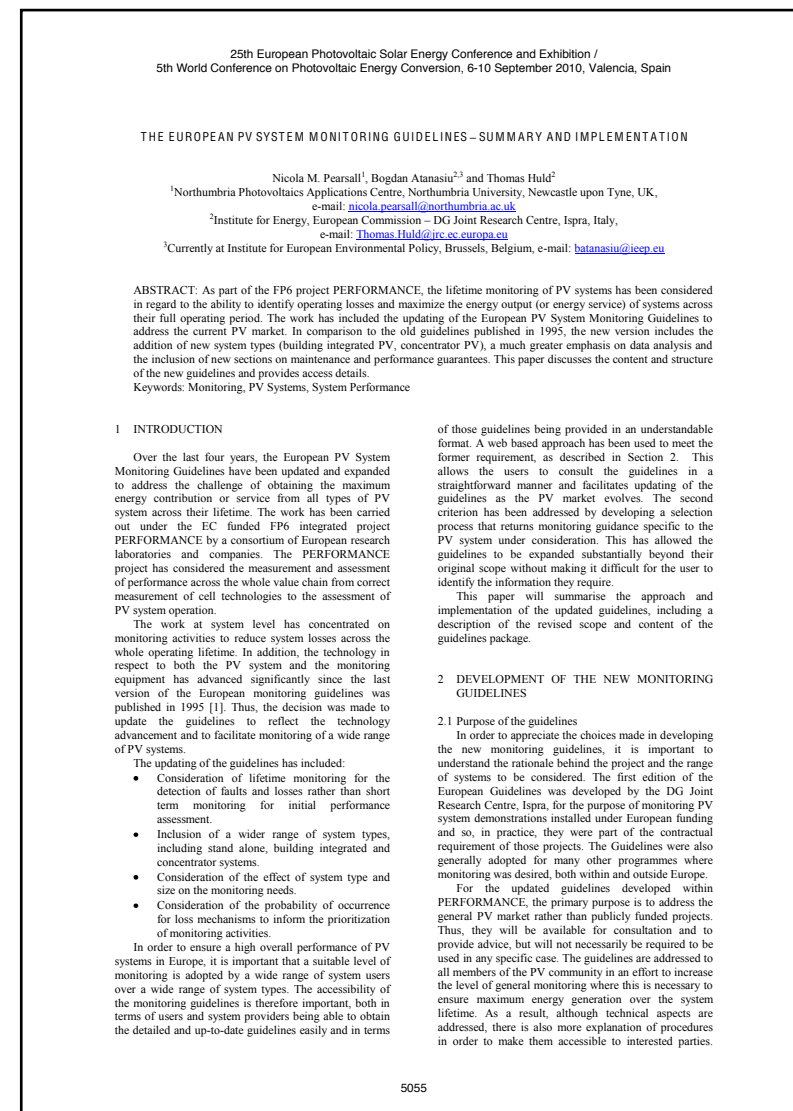 25th European Photovoltaic Solar Energy Conference and Exhibition /
5th World Conference on Photovoltaic Energy Conversion, 6-10 September 2010, Valencia, Spain
THE EUROPEAN PV SYSTEM MONITORING GUIDELINES – SUMMARY AND IMPLEMENTATION
Nicola M. Pearsall1, Bogdan Atanasiu2,3 and Thomas Huld2
1Northumbria Photovoltaics Applications Centre, Northumbria University, Newcastle upon Tyne, UK,
e-mail: nicola.pearsall@northumbria.ac.uk
2Institute for Energy, European Commission – DG Joint Research Centre, Ispra, Italy,
e-mail: Thomas.Huld@jrc.ec.europa.eu
3Currently at Institute for European Environmental Policy, Brussels, Belgium, e-mail: batanasiu@ieep.eu
ABSTRACT: As part of the FP6 project PERFORMANCE, the lifetime monitoring of PV systems has been considered
in regard to the ability to identify operating losses and maximize the energy output (or energy service) of systems across
their full operating period. The work has included the updating of the European PV System Monitoring Guidelines to
address the current PV market. In comparison to the old guidelines published in 1995, the new version includes the
addition of new system types (building integrated PV, concentrator PV), a much greater emphasis on data analysis and
the inclusion of new sections on maintenance and performance guarantees. This paper discusses the content and structure
of the new guidelines and provides access details.
Keywords: Monitoring, PV Systems, System Performance
1 INTRODUCTION
Over the last four years, the European PV System
Monitoring Guidelines have been updated and expanded
to address the challenge of obtaining the maximum
energy contribution or service from all types of PV
system across their lifetime. The work has been carried
out under the EC funded FP6 integrated project
PERFORMANCE by a consortium of European research
laboratories and companies. The PERFORMANCE
project has considered the measurement and assessment
of performance across the whole value chain from correct
measurement of cell technologies to the assessment of
PV system operation.
The work at system level has concentrated on
monitoring activities to reduce system losses across the
whole operating lifetime. In addition, the technology in
respect to both the PV system and the monitoring
equipment has advanced significantly since the last
version of the European monitoring guidelines was
published in 1995 [1]. Thus, the decision was made to
update the guidelines to reflect the technology
advancement and to facilitate monitoring of a wide range
of PV systems.
The updating of the guidelines has included:
• Consideration of lifetime monitoring for the
detection of faults and losses rather than short
term monitoring for initial performance
assessment.
• Inclusion of a wider range of system types,
including stand alone, building integrated and
concentrator systems.
• Consideration of the effect of system type and
size on the monitoring needs.
• Consideration of the probability of occurrence
for loss mechanisms to inform the prioritization
of monitoring activities.
In order to ensure a high overall performance of PV
systems in Europe, it is important that a suitable level of
monitoring is adopted by a wide range of system users
over a wide range of system types. The accessibility of
the monitoring guidelines is therefore important, both in
terms of users and system providers being able to obtain
the detailed and up-to-date guidelines easily and in terms
of those guidelines being provided in an understandable
format. A web based approach has been used to meet the
former requirement, as described in Section 2. This
allows the users to consult the guidelines in a
straightforward manner and facilitates updating of the
guidelines as the PV market evolves. The second
criterion has been addressed by developing a selection
process that returns monitoring guidance specific to the
PV system under consideration. This has allowed the
guidelines to be expanded substantially beyond their
original scope without making it difficult for the user to
identify the information they require.
This paper will summarise the approach and
implementation of the updated guidelines, including a
description of the revised scope and content of the
guidelines package.
2 DEVELOPMENT OF THE NEW MONITORING
GUIDELINES
2.1 Purpose of the guidelines
In order to appreciate the choices made in developing
the new monitoring guidelines, it is important to
understand the rationale behind the project and the range
of systems to be considered. The first edition of the
European Guidelines was developed by the DG Joint
Research Centre, Ispra, for the purpose of monitoring PV
system demonstrations installed under European funding
and so, in practice, they were part of the contractual
requirement of those projects. The Guidelines were also
generally adopted for many other programmes where
monitoring was desired, both within and outside Europe.
For the updated guidelines developed within
PERFORMANCE, the primary purpose is to address the
general PV market rather than publicly funded projects.
Thus, they will be available for consultation and to
provide advice, but will not necessarily be required to be
used in any specific case. The guidelines are addressed to
all members of the PV community in an effort to increase
the level of general monitoring where this is necessary to
ensure maximum energy generation over the system
lifetime. As a result, although technical aspects are
addressed, there is also more explanation of procedures
in order to make them accessible to interested parties.
5055